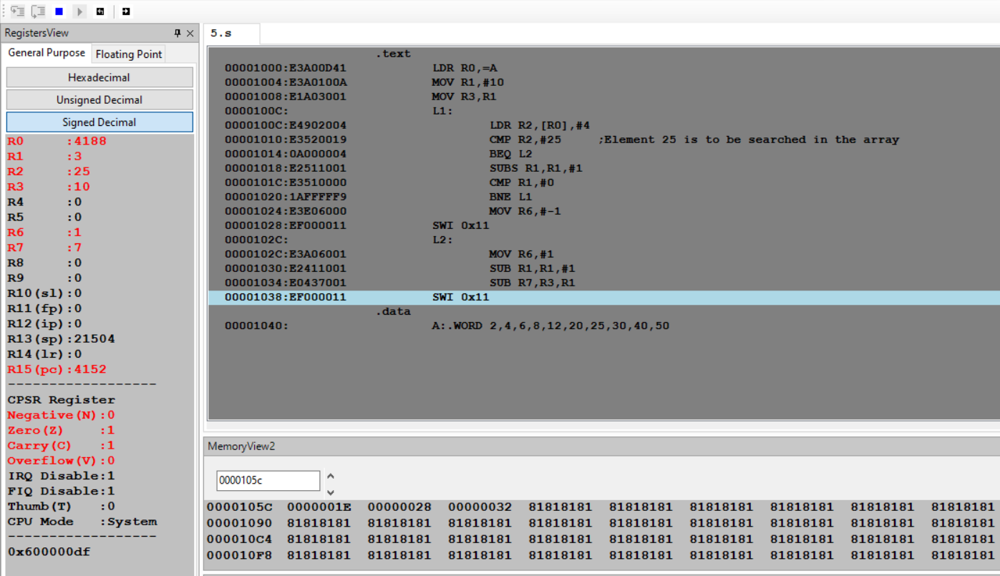 RegistersView
General Purpose Floating Point
Hexadecimal
Unsigned Decimal
Signed Decimal
R0 :4188
R1 :3
R2 :25
R3 :10
R4 :0
R5 :0
R6 :1
R7 :7
R8 :0
R9 :0
R10(sl):0
R11(fp):0
R12(ip):0
R13(sp):21504
R14(lr):0
R15(pc):4152
------------------
CPSR Register
Negative(N):0
Zero(Z) :1
Carry(C) :1
Overflow(V):0
IRQ Disable:1
FIQ Disable:1
Thumb(T) :0
CPU Mode :System
------------------
0x600000df
5.s
.text
00001000:E3A00D41 LDR R0,=A
00001004:E3A0100A MOV R1,#10
00001008:E1A03001 MOV R3,R1
0000100C: L1:
0000100C:E4902004 LDR R2,[R0],#4
00001010:E3520019 CMP R2,#25 ;Element 25 is to be searched in the array
00001014:0A000004 BEQ L2
00001018:E2511001 SUBS R1,R1,#1
0000101C:E3510000 CMP R1,#0
00001020:1AFFFFF9 BNE L1
00001024:E3E06000 MOV R6,#-1
00001028:EF000011 SWI 0x11
0000102C: L2:
0000102C:E3A06001 MOV R6,#1
00001030:E2411001 SUB R1,R1,#1
00001034:E0437001 SUB R7,R3,R1
00001038:EF000011 SWI 0x11
.data
00001040: A:.WORD 2,4,6,8,12,20,25,30,40,50
MemoryView2
0000105c
0000105C 0000001E 00000028 00000032 81818181 81818181 81818181 81818181 81818181 81818181
00001090 81818181 81818181 81818181 81818181 81818181 81818181 81818181 81818181 81818181
000010C4 81818181 81818181 81818181 81818181 81818181 81818181 81818181 81818181 81818181
000010F8 81818181 81818181 81818181 81818181 81818181 81818181 81818181 81818181 81818181